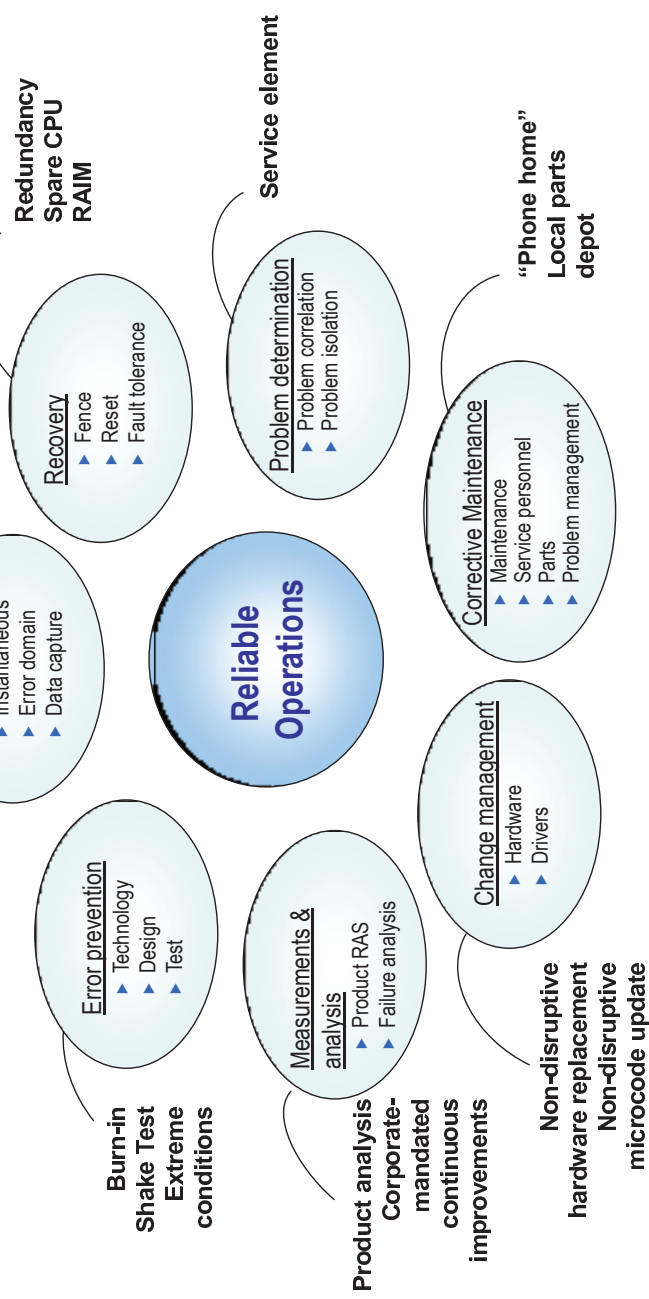 Instantaneous
Error domain
Data capture
Redundancy
Spare CPU
RAIM
Recovery
Fence
Reset
Fault tolerance
Error prevention
Technology
Design
Test
Burn-in
Shake Test
Extreme
conditions
Reliable
Operations
Service element
Problem determination
Problem correlation
Problem isolation
Measurements &
analysis
Product RAS
Failure analysis
Product analysis
Corporate-
mandated
continuous
improvements
Change management
Hardware
Drivers
Non-disruptive
hardware replacement
Non-disruptive
microcode update
Corrective Maintenance
Maintenance
Service personnel
Parts
Problem management
“Phone home”
Local parts
depot